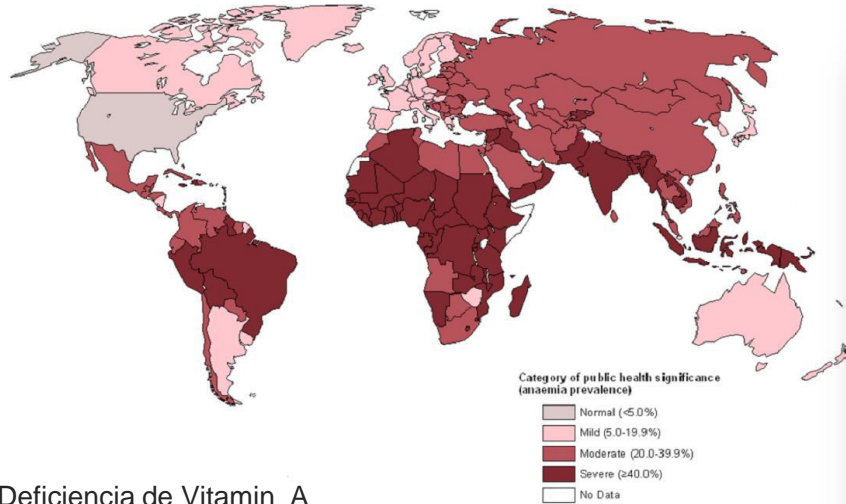 Category of public health significance
(anaemia prevalence)
Normal (<5.0%)
Mild (5.0-19.9%)
Moderate (20.0-39.9%)
Severe (≥40.0%)
No Data
Deficiencia de Vitamin A